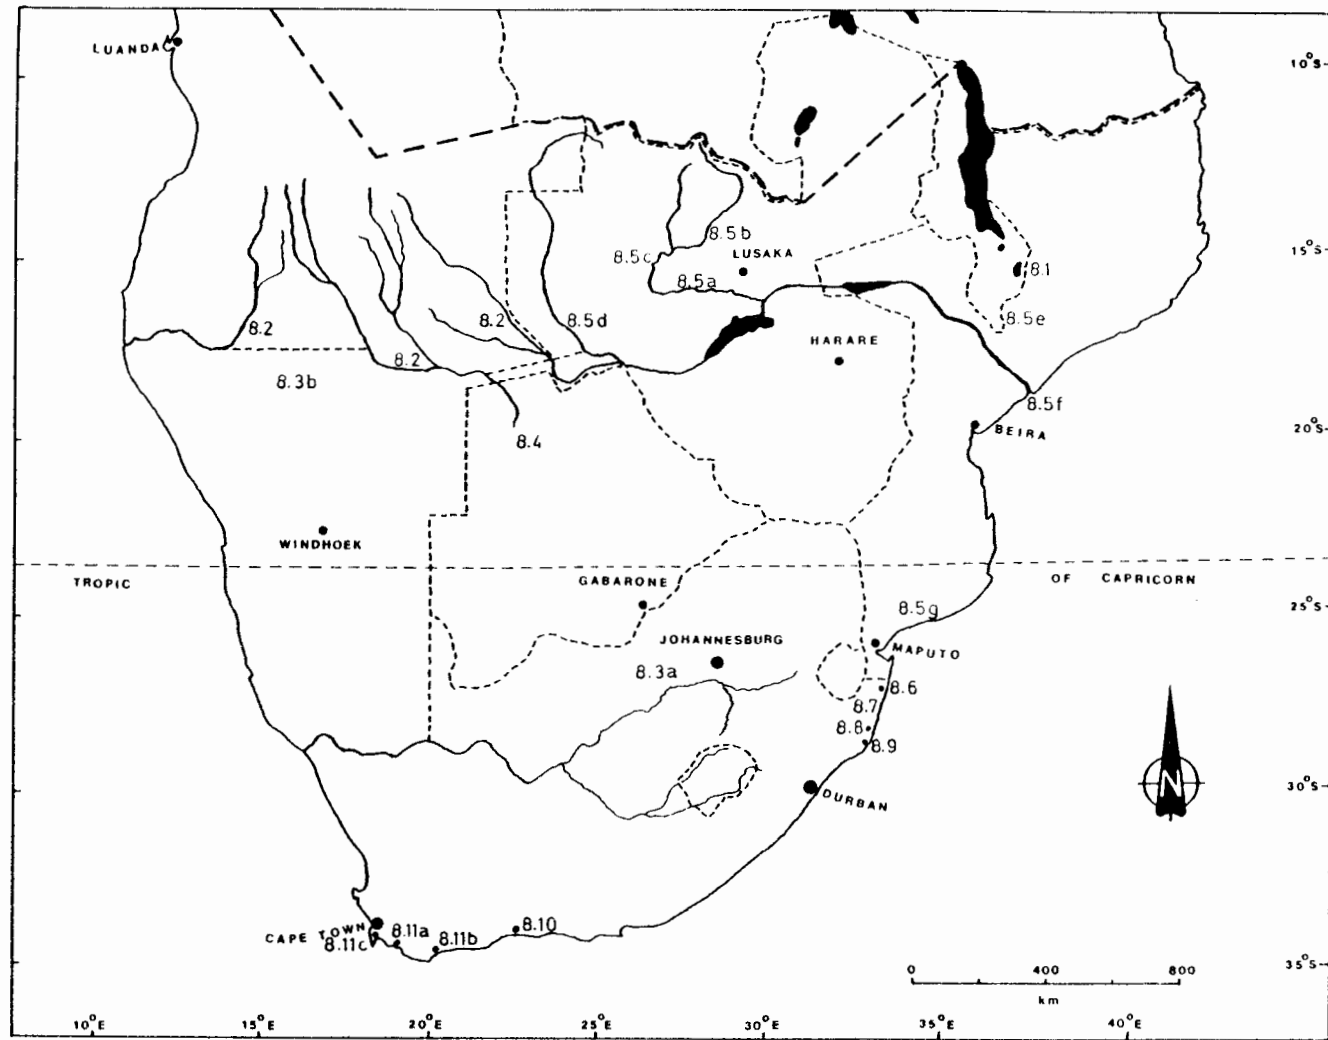 LUANDA
10°S
8.5b
8.5c
LUSAKA
15°S
8.1
8.5a
8.2
8.2
8.5d
8.5e
HARARE
8.2
8.3b
8.5f
8.4
BEIRA
20°S
WINDHOEK
TROPIC
GABARONE
OF CAPRICORN
8.5g
25°S
JOHANNESBURG
MAPUTO
8.3a
8.6
8.7
8.8
8.9
30°S
N
DURBAN
8.10
CAPE TOWN
8.11a
8.11b
8.11c
35°S
0 400 800
km
10°E 15°E 20°E 25°E 30°E 35°E 40°E